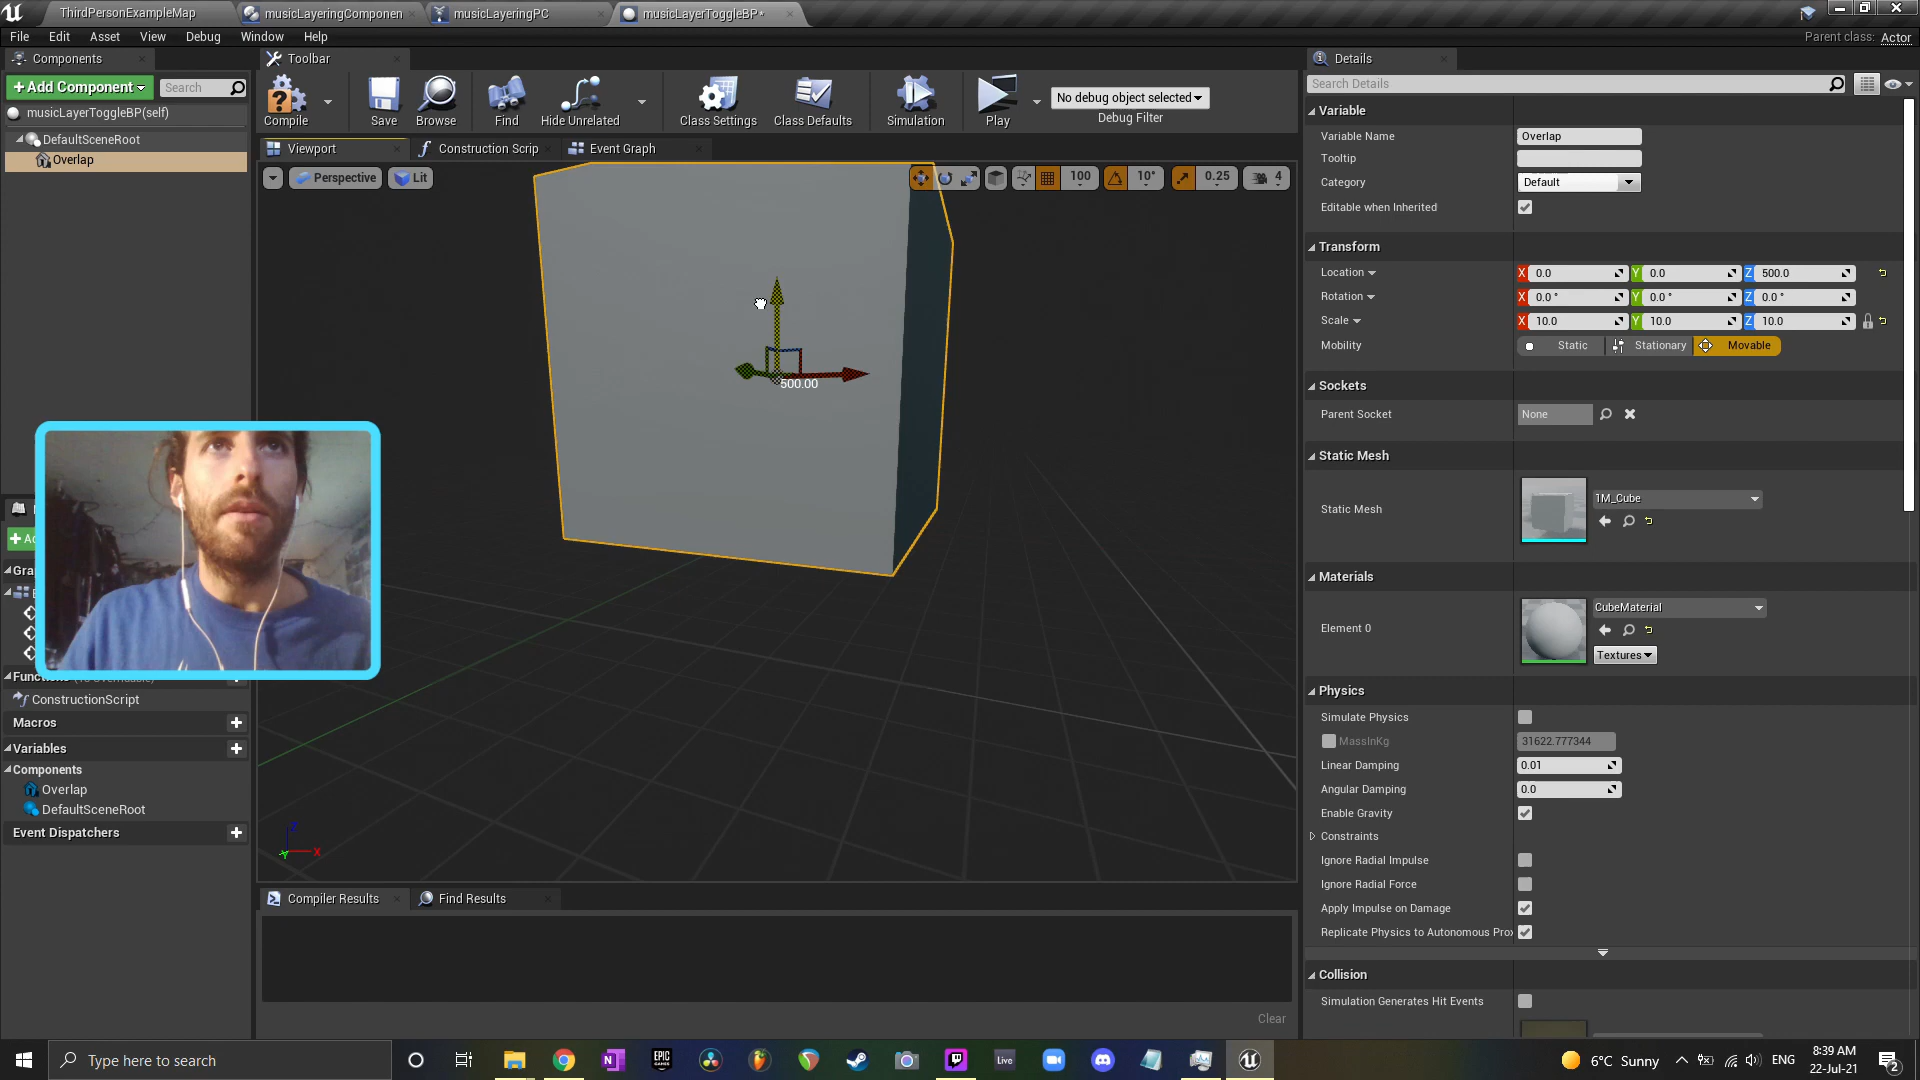 ThirdPersonExampleMap
musicLayeringComponen
musicLayeringPC
musicLayerToggleBP*
File Edit Asset View Debug Window Help
Parent class: Actor
Components
Toolbar
Details
+ Add Component
Search
musicLayerToggleBP(self)
DefaultSceneRoot
Overlap
Compile
Save
Browse
Find
Hide Unrelated
Class Settings
Class Defaults
Simulation
Play
No debug object selected
Debug Filter
Viewport
Construction Scrip
Event Graph
Perspective
Lit
100
10°
0.25
4
500.00
Z
X
Y
Gra
ConstructionScript
Macros
Variables
Components
Overlap
DefaultSceneRoot
Event Dispatchers
Compiler Results
Find Results
Clear
Search Details
Variable
Variable Name Overlap
Tooltip
Category Default
Editable when Inherited
Transform
Location X 0.0 Y 0.0 Z 500.0
Rotation X 0.0 ° Y 0.0 ° Z 0.0 °
Scale X 10.0 Y 10.0 Z 10.0
Mobility Static Stationary Movable
Sockets
Parent Socket None
Static Mesh
Static Mesh 1M_Cube
Materials
Element 0 CubeMaterial
Textures
Physics
Simulate Physics
MassInKg 31622.777344
Linear Damping 0.01
Angular Damping 0.0
Enable Gravity
Constraints
Ignore Radial Impulse
Ignore Radial Force
Apply Impulse on Damage
Replicate Physics to Autonomous Pro
Collision
Simulation Generates Hit Events
Type here to search
EPIC GAMES
Live
6°C Sunny
ENG
8:39 AM
22-Jul-21
2